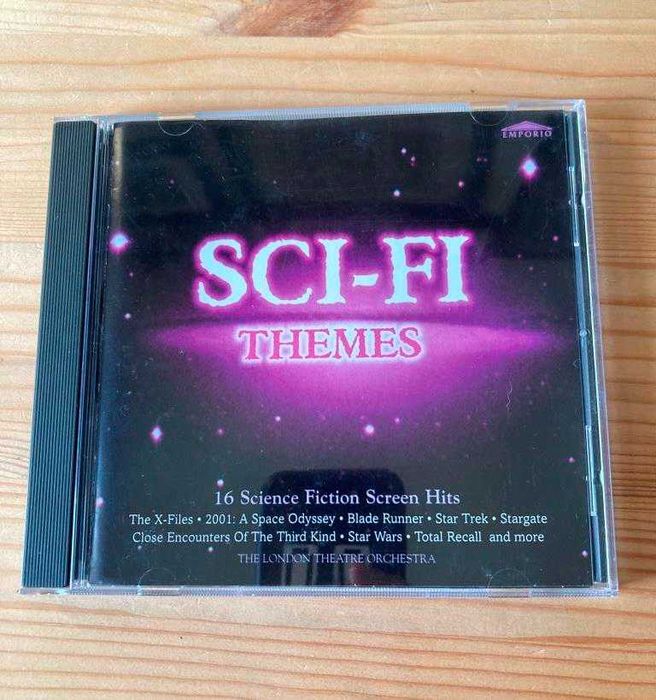 EMPORIO
SCI-FI
THEMES
16 Science Fiction Screen Hits
The X-Files • 2001: A Space Odyssey • Blade Runner • Star Trek • Stargate
Close Encounters Of The Third Kind • Star Wars • Total Recall and more
THE LONDON THEATRE ORCHESTRA